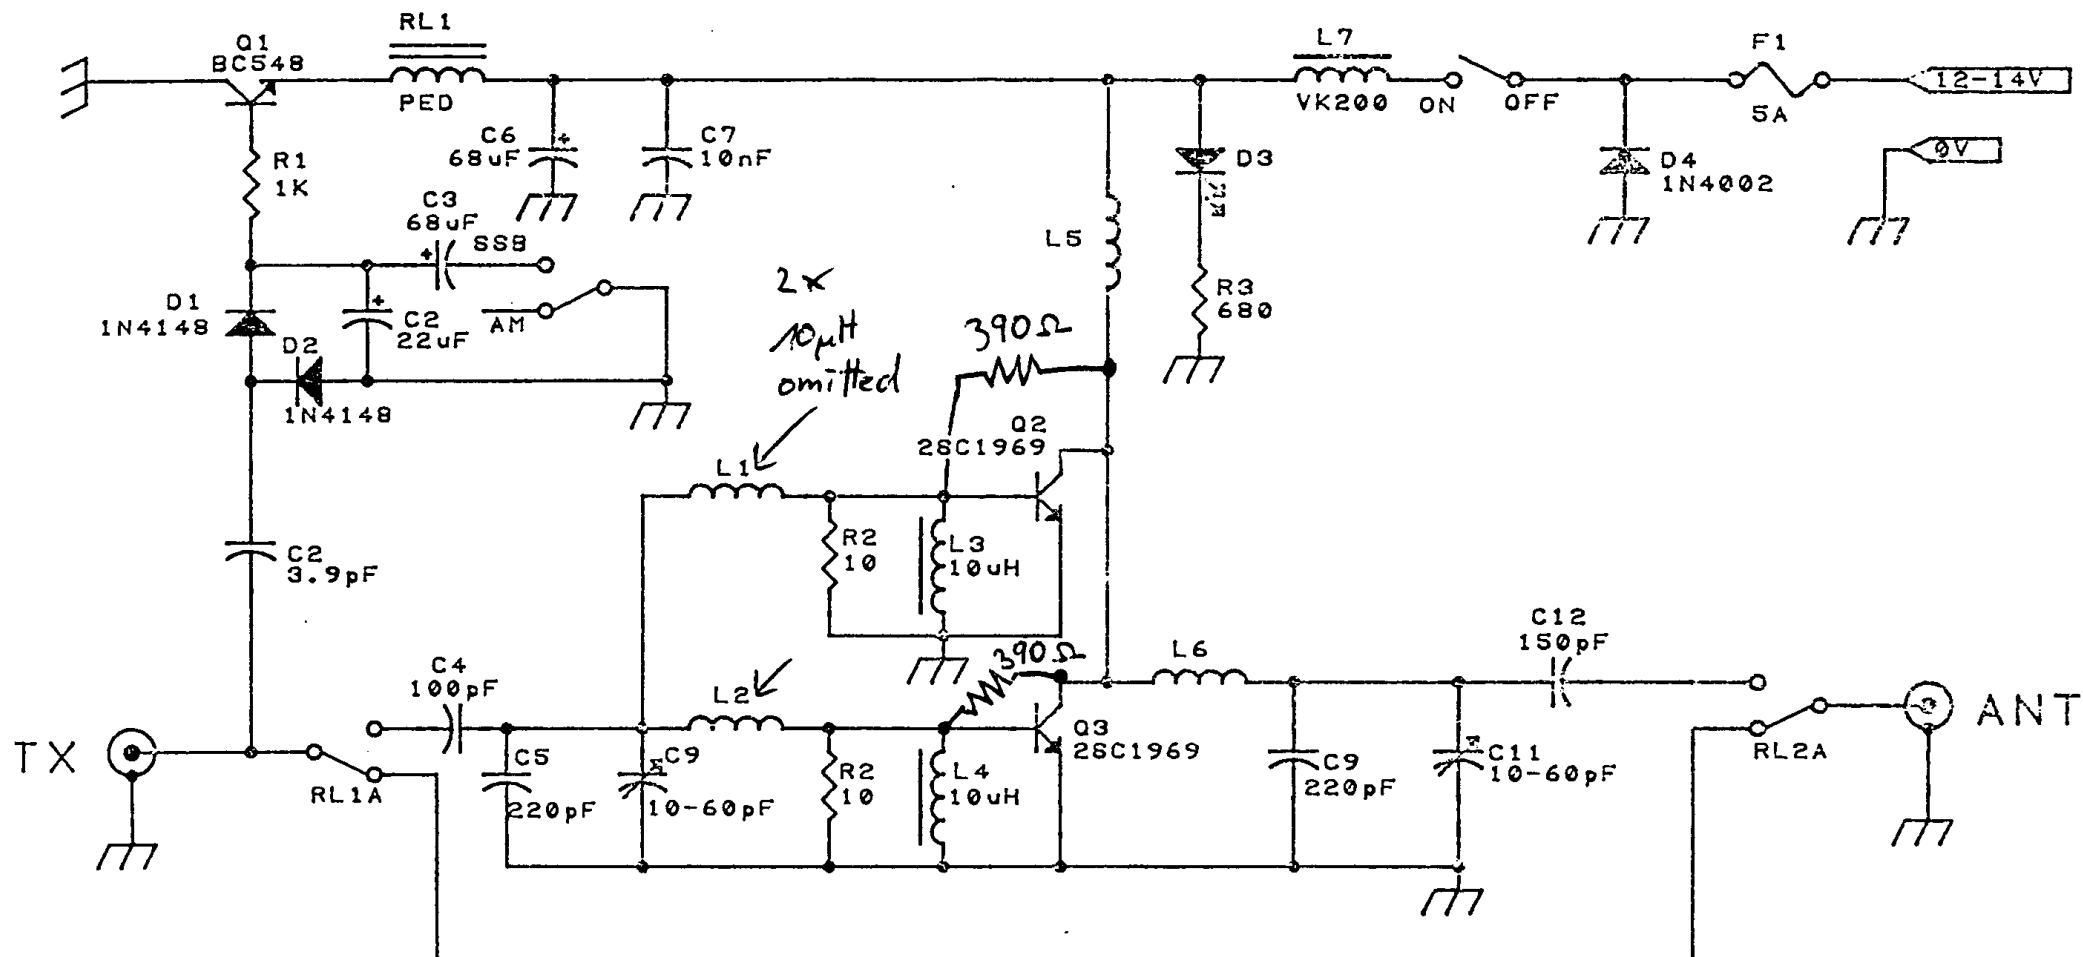 RL1
Q1
BC548
PED
C6
68uF
+
C7
10nF
L7
VK200
ON
OFF
F1
5A
12-14V
0V
D4
1N4002
D3
R3
680
L5
R1
1K
C3
68uF
+
SSB
AM
D1
1N4148
D2
1N4148
+
C2
22uF
2x
10µH
omitted
390Ω
Q2
2SC1969
L1
R2
10
L3
10uH
C2
3.9pF
390Ω
C4
100pF
L2
L6
C12
150pF
TX
RL1A
C5
220pF
C9
10-60pF
R2
10
L4
10uH
Q3
2SC1969
C9
220pF
C11
10-60pF
RL2A
ANT